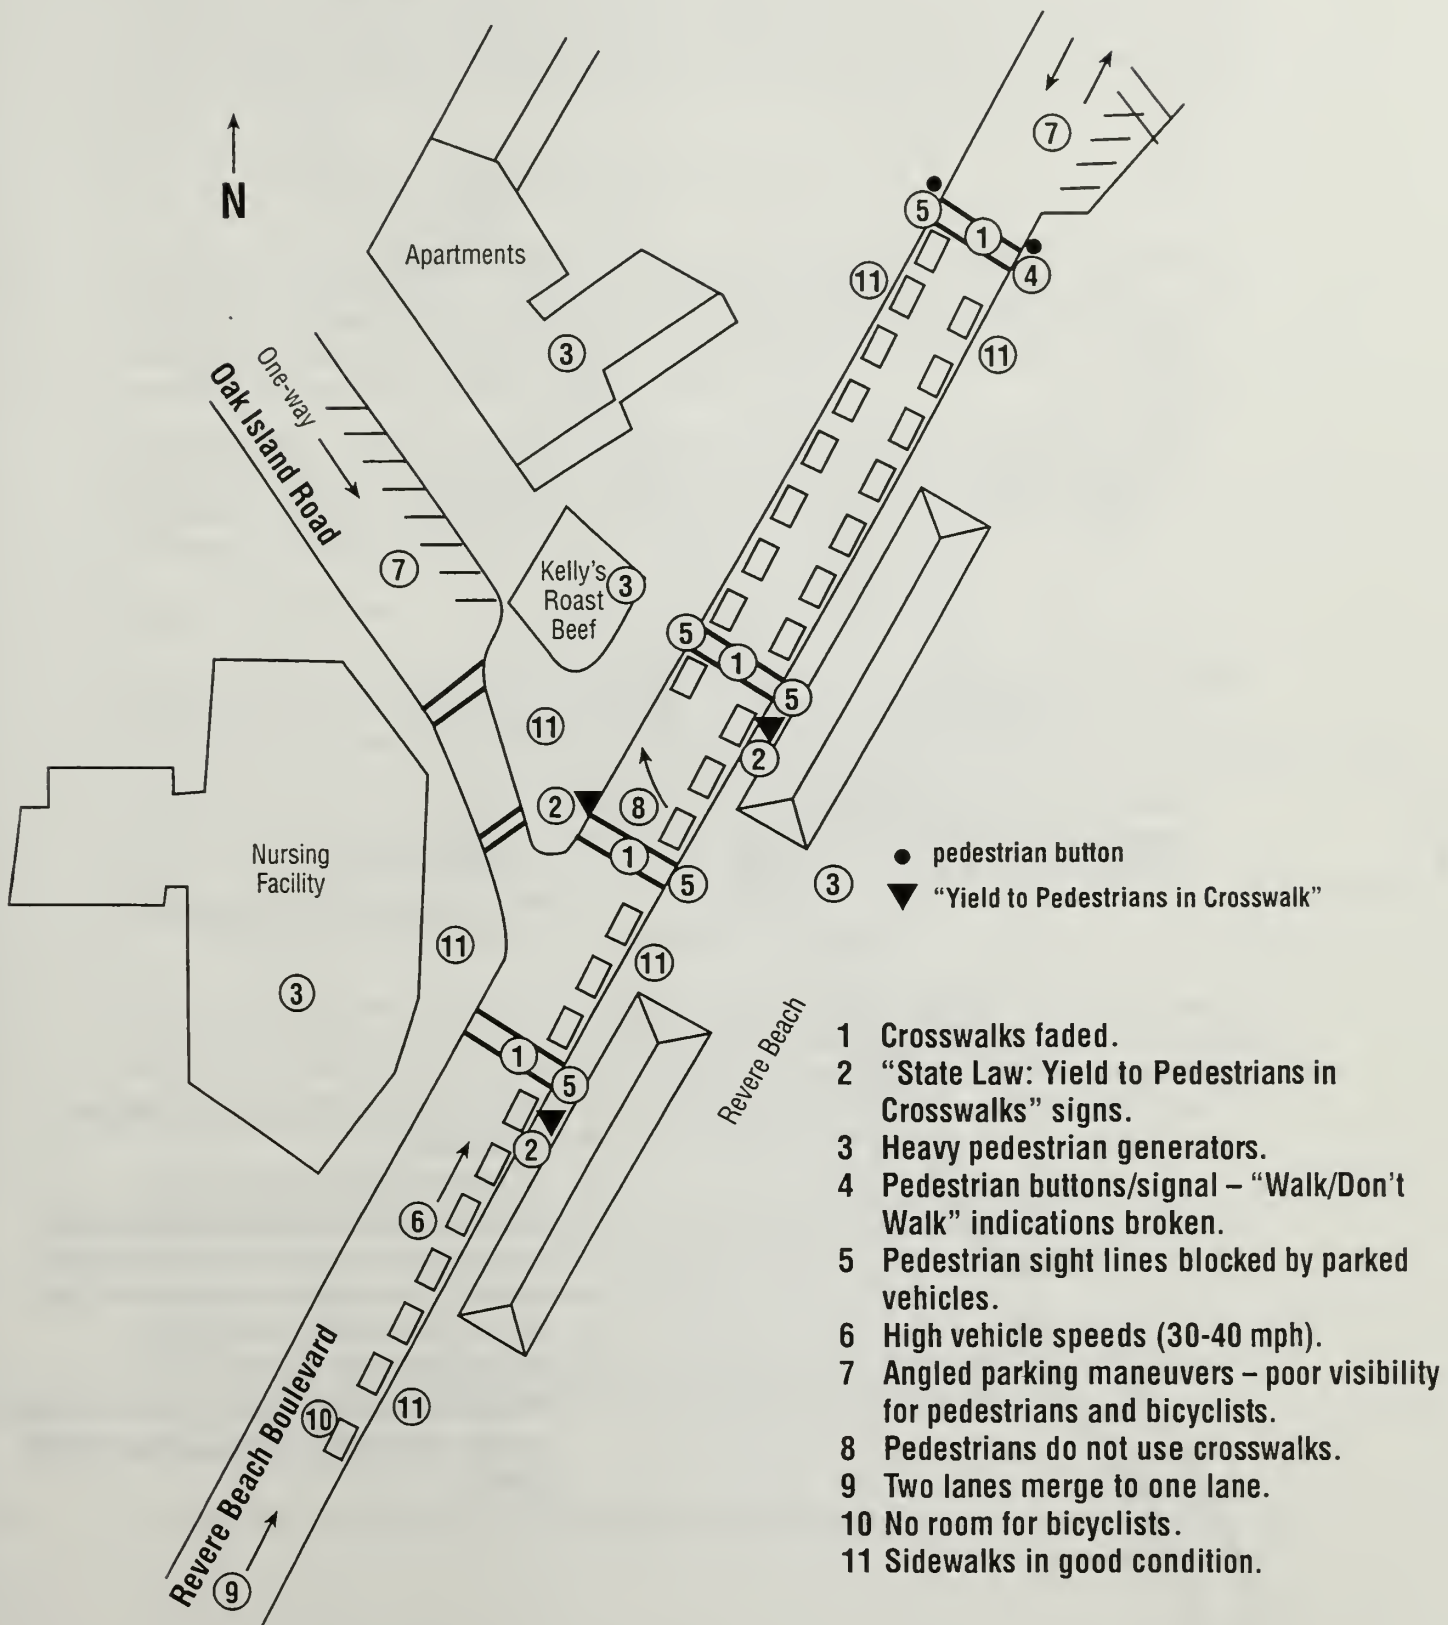 N
Apartments
7
5
1
4
11
11
3
One-way
Oak Island Road
7
Kelly's
Roast
Beef
3
5
1
5
11
2
2
8
1
5
3
Nursing
Facility
3
11
11
1
5
2
6
Revere Beach
10
11
Revere Beach Boulevard
9
pedestrian button
“Yield to Pedestrians in Crosswalk”
1 Crosswalks faded.
2 “State Law: Yield to Pedestrians in
Crosswalks” signs.
3 Heavy pedestrian generators.
4 Pedestrian buttons/signal – “Walk/Don't
Walk” indications broken.
5 Pedestrian sight lines blocked by parked
vehicles.
6 High vehicle speeds (30-40 mph).
7 Angled parking maneuvers – poor visibility
for pedestrians and bicyclists.
8 Pedestrians do not use crosswalks.
9 Two lanes merge to one lane.
10 No room for bicyclists.
11 Sidewalks in good condition.